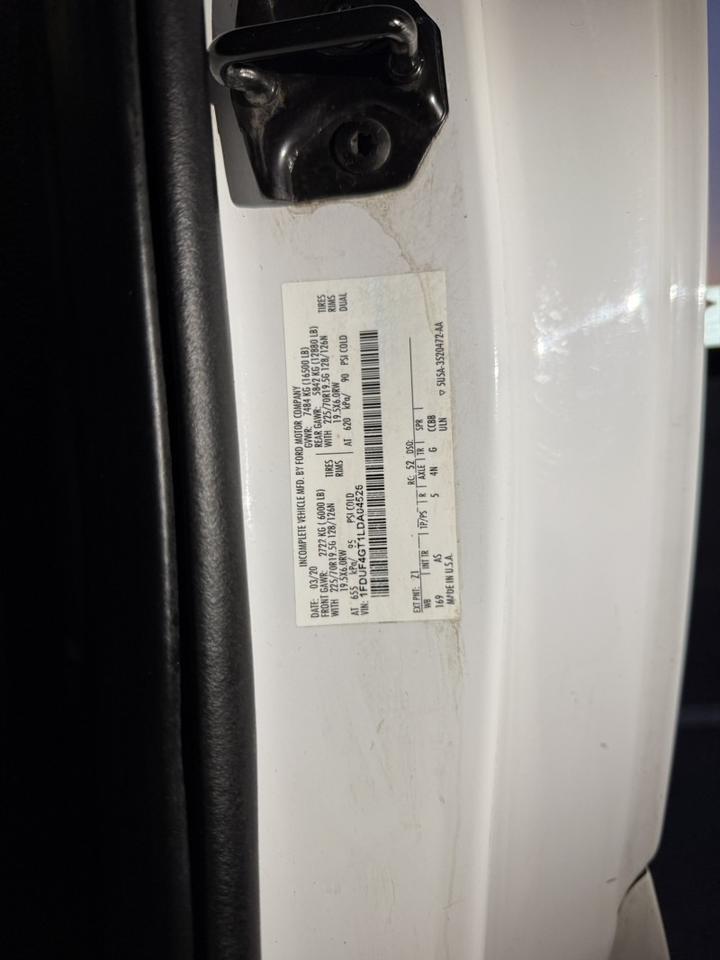 INCOMPLETE VEHICLE MFD. BY FORD MOTOR COMPANY
DATE: 03/20 GVWR: 7484 KG (16500 LB)
FRONT GAWR: 2722 KG ( 6000 LB) REAR GAWR: 5842 KG (12880 LB)
WITH 225/70R19.5G 128/126N TIRES WITH 225/70R19.5G 128/126N TIRES
19.5X6.0RW RIMS 19.5X6.0RW RIMS
AT 655 kPa/ 95 PSI COLD AT 620 kPa/ 90 PSI COLD DUAL
VIN: 1FDUF4GT1LDA04525
EXT PNT: Z1 RC: 52 DSO:
WB INT TR TP/PS R AXLE TR SPR
169 AS 5 4N G CCBB
MADE IN U.S.A. ULN
▽ 5U5A-3520472-AA